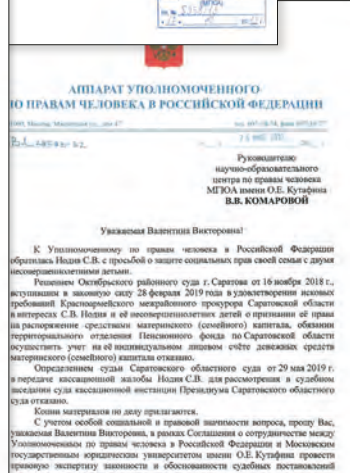 (МГЮА)
АППАРАТ УПОЛНОМОЧЕННОГО
ПО ПРАВАМ ЧЕЛОВЕКА В РОССИЙСКОЙ ФЕДЕРАЦИИ
Руководителю
научно-образовательного
центра по правам человека
МГЮА имени О.Е. Кутафина
В.В. КОМАРОВОЙ
Уважаемая Валентина Викторовна!
К Уполномоченному по правам человека в Российской Федерации
обратилась Нодия С.В. с просьбой о защите социальных прав своей семьи с двумя
несовершеннолетними детьми.
Решением Октябрьского районного суда г. Саратова от 16 ноября 2018 г.,
вступившим в законную силу 28 февраля 2019 года в удовлетворении исковых
требований Красноармейского межрайонного прокурора Саратовской области
в интересах С.В. Нодия и её несовершеннолетних детей о признании её права
на распоряжение средствами материнского (семейного) капитала, обязании
территориального отделения Пенсионного фонда по Саратовской области
осуществить учет на её индивидуальном лицевом счёте денежных средств
материнского (семейного) капитала отказано.
Определением судьи Саратовского областного суда от 29 мая 2019 г.
в передаче кассационной жалобы Нодия С.В. для рассмотрения в судебном
заседании суда кассационной инстанции Президиума Саратовского областного
суда отказано.
Копии материалов по делу прилагаются.
С учетом особой социальной и правовой значимости вопроса, прошу Вас,
уважаемая Валентина Викторовна, в рамках Соглашения о сотрудничестве между
Уполномоченным по правам человека в Российской Федерации и Московским
государственным юридическим университетом имени О.Е. Кутафина провести
правовую экспертизу законности и обоснованности судебных постановлений